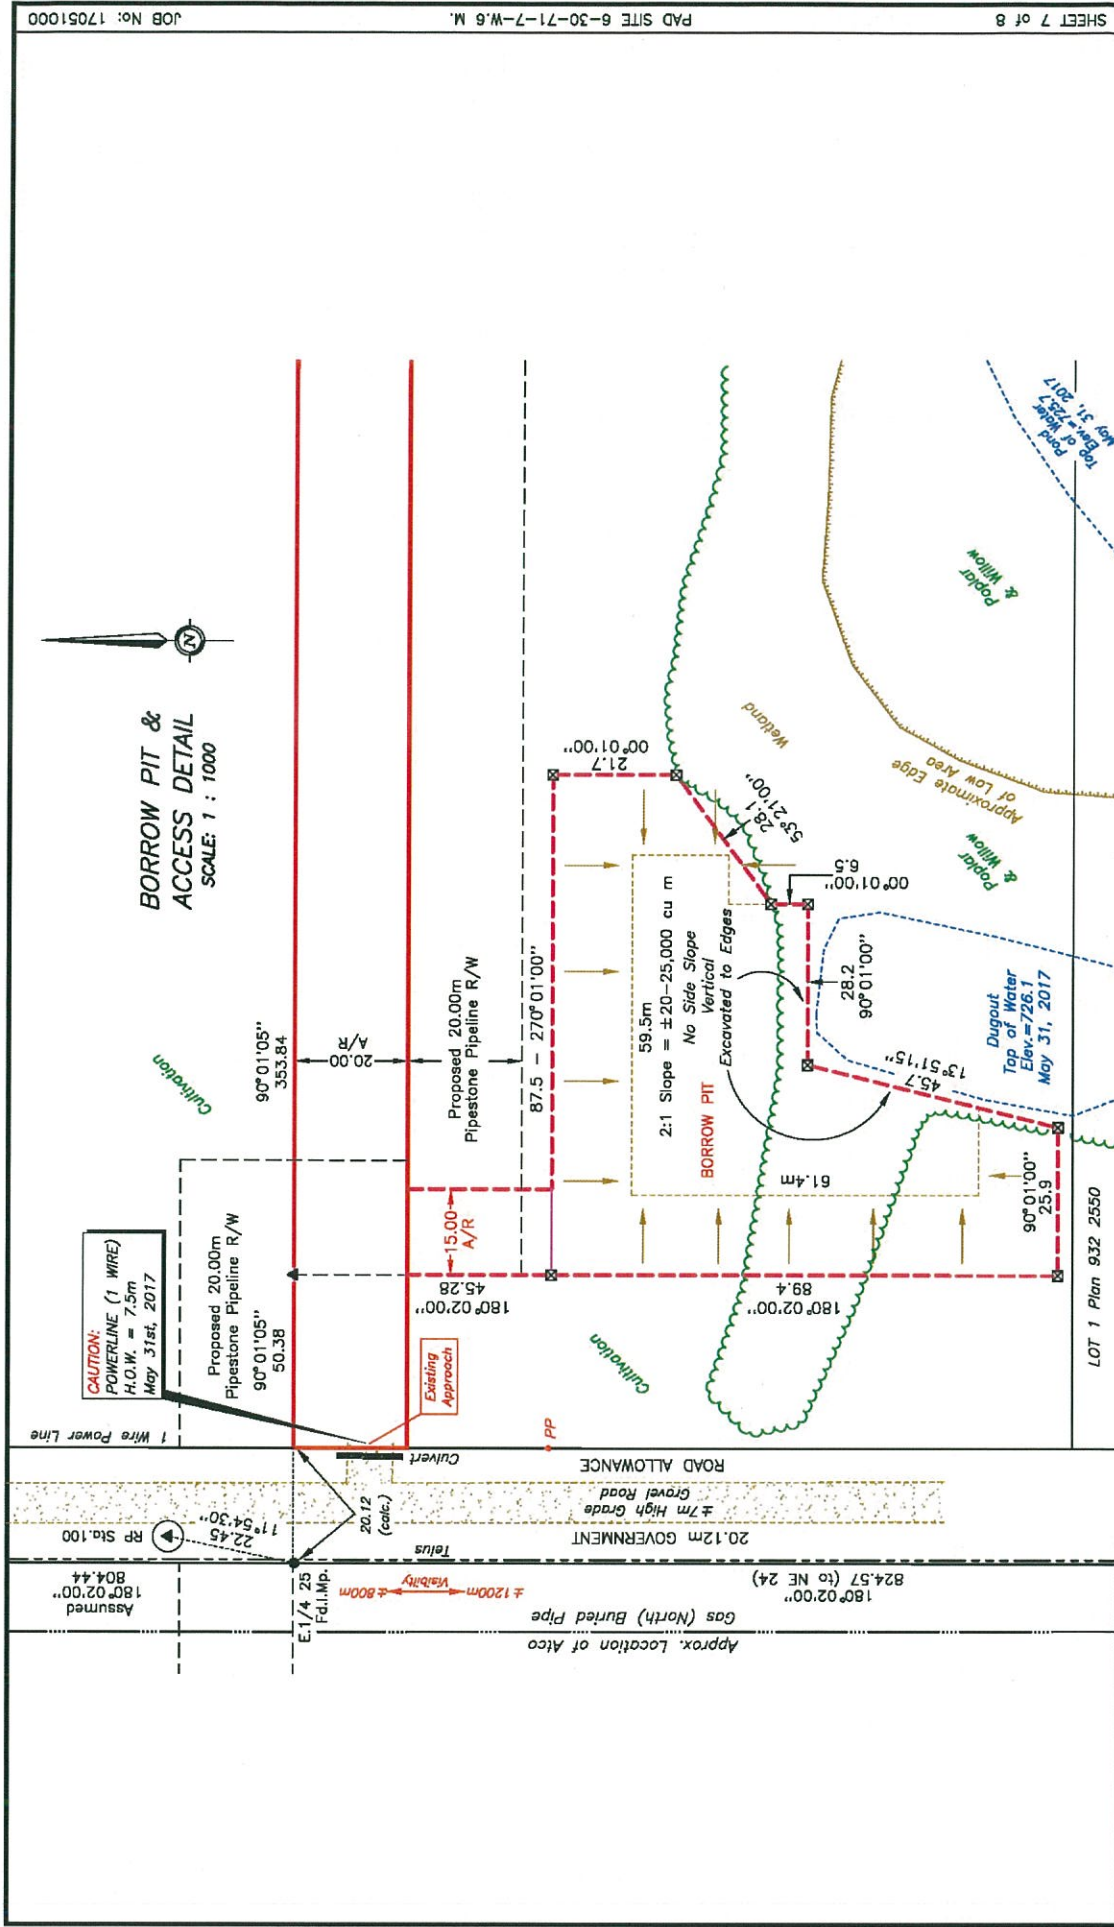 SHEET 7 of 8
PAD SITE 6-30-71-7-W.6 M.
JOB No: 17051000
BORROW PIT &
ACCESS DETAIL
SCALE: 1 : 1000
N
CAUTION:
POWERLINE (1 WIRE)
H.O.W. = 7.5m
May 31st, 2017
Proposed 20.00m
Pipestone Pipeline R/W
90°01'05"
50.38
Cultivation
90°01'05"
353.84
20.00
A/R
Proposed 20.00m
Pipestone Pipeline R/W
87.5 - 270°01'00"
Existing
Approach
15.00
A/R
180°02'00"
45.28
1 Wire Power Line
Culvert
PP
ROAD ALLOWANCE
±7m High Grade
Gravel Road
20.12m GOVERNMENT
Telus
RP Sta.100
22.45
11°54'30"
20.12
(calc.)
E.1/4 25
Fd.I.Mp.
Assumed
180°02'00"
804.44
±1200m
Visibility
±800m
180°02'00"
824.57 (to NE 24)
Approx. Location of Atco
Gas (North) Buried Pipe
Cultivation
180°02'00"
89.4
59.5m
2:1 Slope = ±20-25,000 cu m
No Side Slope
Vertical
Excavated to Edges
BORROW PIT
61.4m
21.7
00°01'00"
28.1
53°21'00"
6.5
00°01'00"
28.2
90°01'00"
45.7
13°51'15"
90°01'00"
25.9
Wetland
Approximate Edge
of Low Area
Poplar
& Willow
Poplar
& Willow
Dugout
Top of Water
Elev.=726.1
May 31, 2017
Pond
Top of Water
Elev.=725.7
May 31, 2017
LOT 1 Plan 932 2550